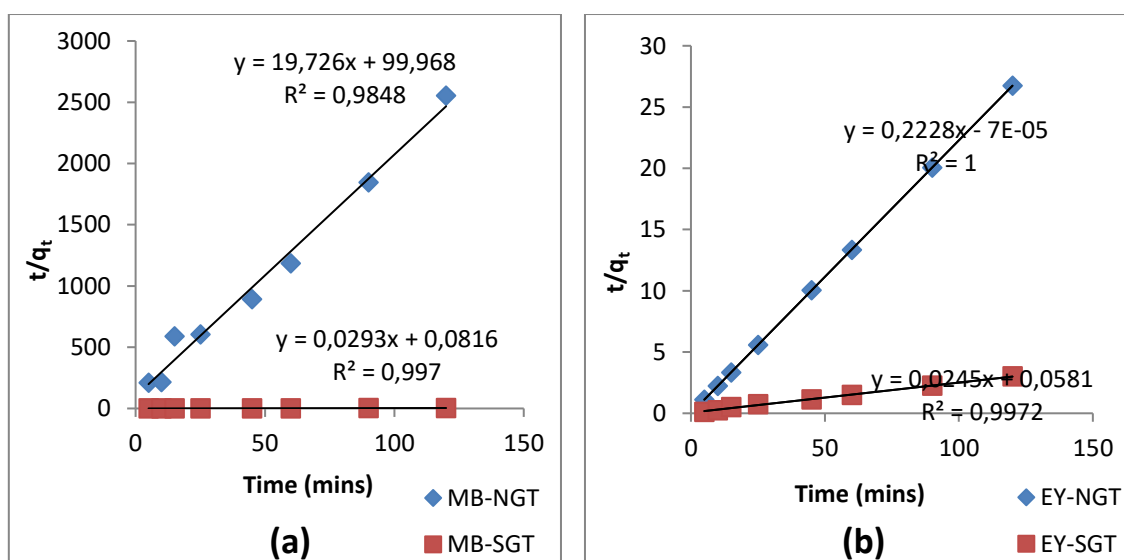 3000
2500
2000
1500
1000
500
0
t/qt
y = 19,726x + 99,968
R² = 0,9848
y = 0,0293x + 0,0816
R² = 0,997
0
50
100
150
Time (mins)
MB-NGT
MB-SGT
(a)
30
25
20
15
10
5
0
t/qt
y = 0,2228x - 7E-05
R² = 1
y = 0,0245x + 0,0581
R² = 0,9972
0
50
100
150
Time (mins)
EY-NGT
EY-SGT
(b)